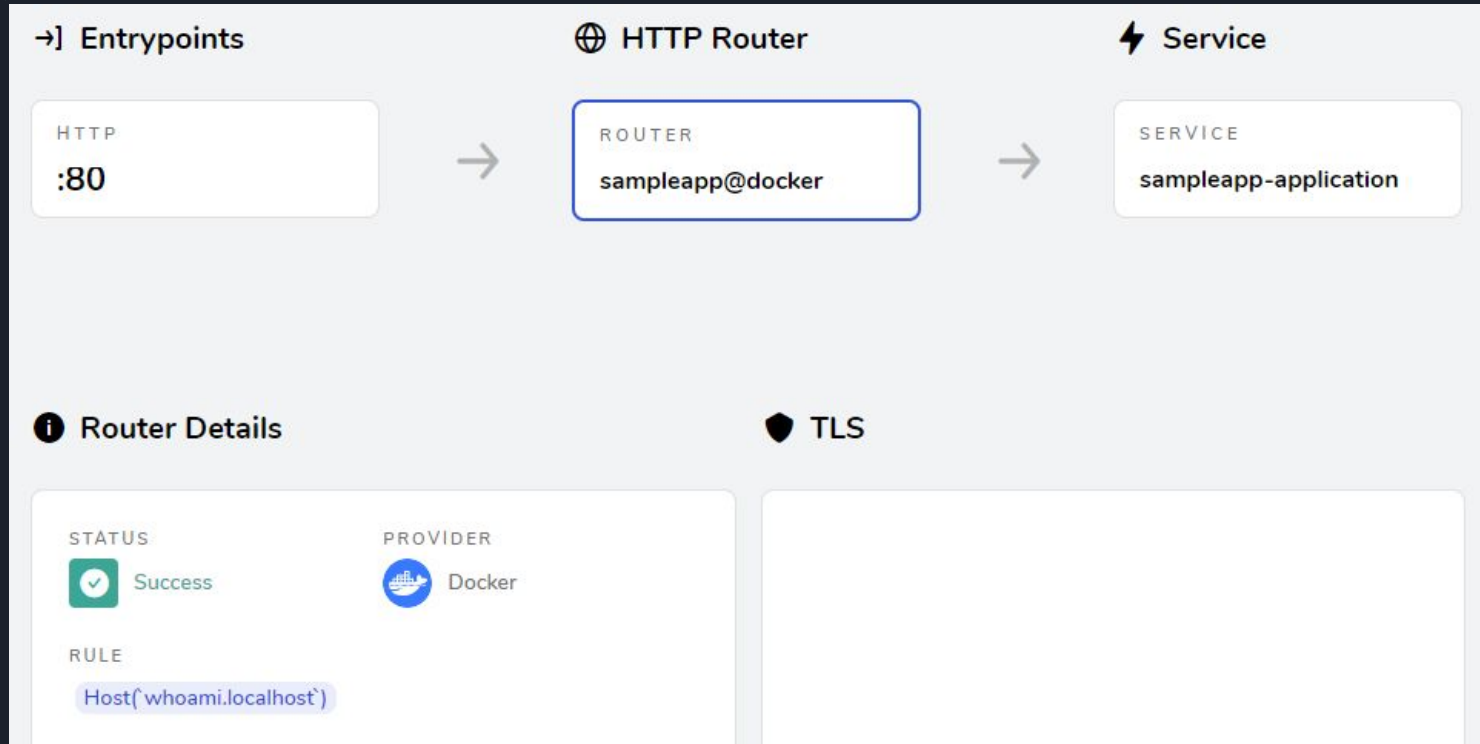 Entrypoints
HTTP Router
Service
HTTP
:80
ROUTER
sampleapp@docker
SERVICE
sampleapp-application
Router Details
TLS
STATUS
Success
PROVIDER
Docker
RULE
Host(`whoami.localhost`)